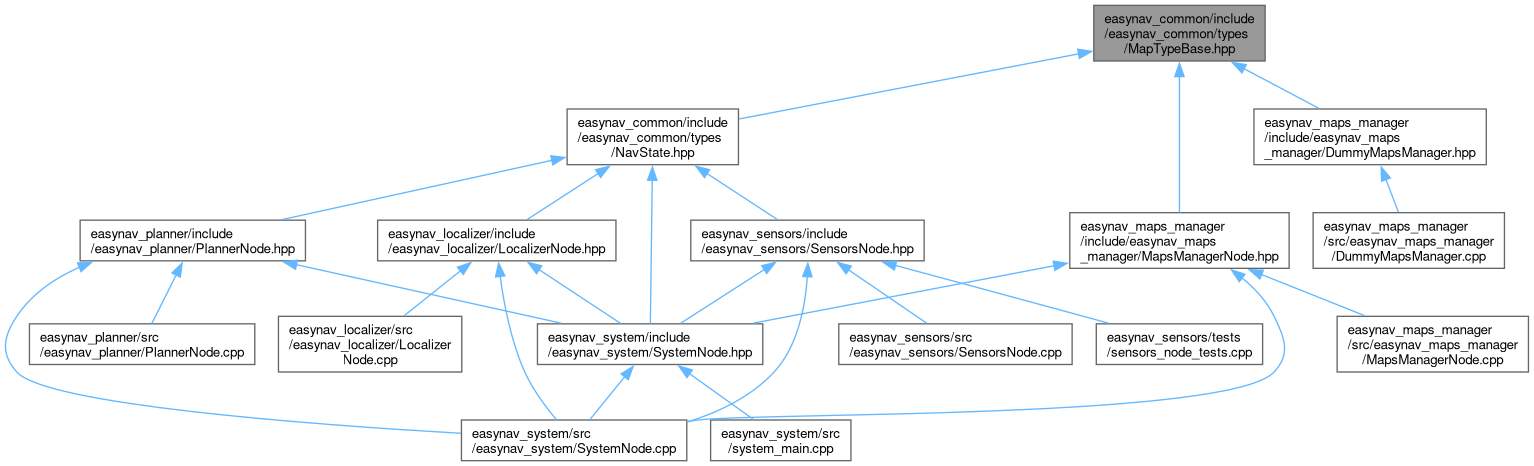 easynav_common/include
/easynav_common/types
/MapTypeBase.hpp
easynav_common/include
/easynav_common/types
/NavState.hpp
easynav_maps_manager
/include/easynav_maps
_manager/DummyMapsManager.hpp
easynav_planner/include
/easynav_planner/PlannerNode.hpp
easynav_localizer/include
/easynav_localizer/LocalizerNode.hpp
easynav_sensors/include
/easynav_sensors/SensorsNode.hpp
easynav_maps_manager
/include/easynav_maps
_manager/MapsManagerNode.hpp
easynav_maps_manager
/src/easynav_maps_manager
/DummyMapsManager.cpp
easynav_planner/src
/easynav_planner/PlannerNode.cpp
easynav_localizer/src
/easynav_localizer/Localizer
Node.cpp
easynav_system/include
/easynav_system/SystemNode.hpp
easynav_sensors/src
/easynav_sensors/SensorsNode.cpp
easynav_sensors/tests
/sensors_node_tests.cpp
easynav_maps_manager
/src/easynav_maps_manager
/MapsManagerNode.cpp
easynav_system/src
/easynav_system/SystemNode.cpp
easynav_system/src
/system_main.cpp